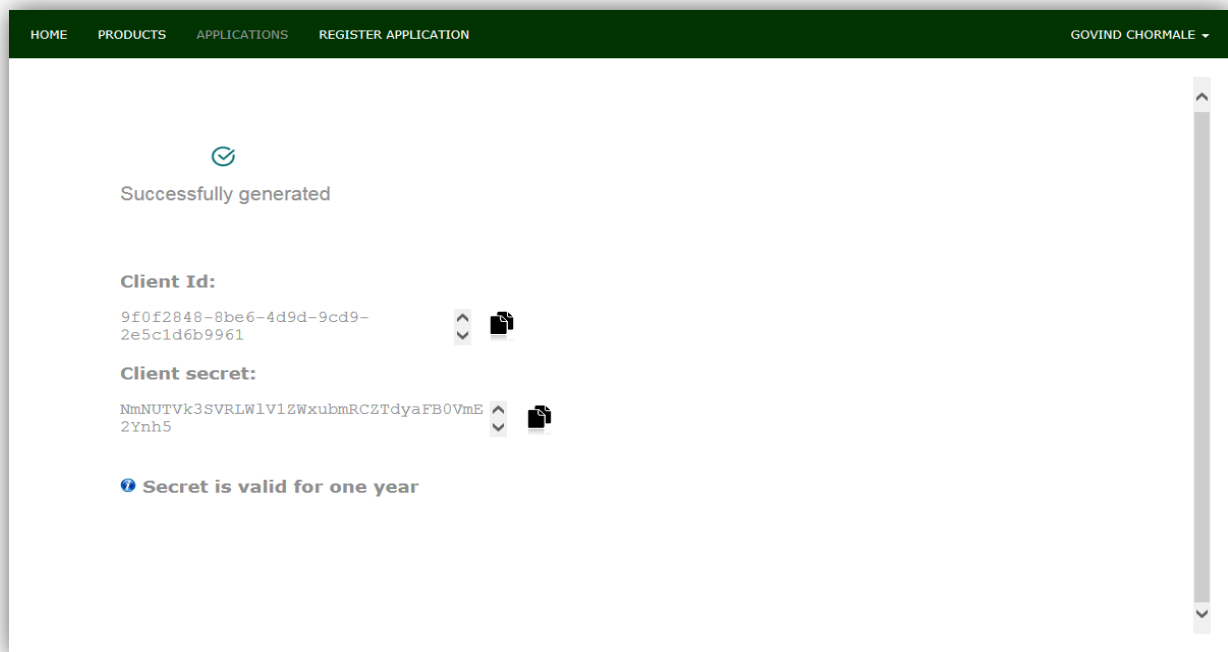 HOME PRODUCTS APPLICATIONS REGISTER APPLICATION GOVIND CHORMALE
Successfully generated
Client Id:
9f0f2848-8be6-4d9d-9cd9-
2e5c1d6b9961
Client secret:
NmNUTVk3SVRLWlV1ZWxubmRCZTdyaFB0VmE
2Ynh5
Secret is valid for one year